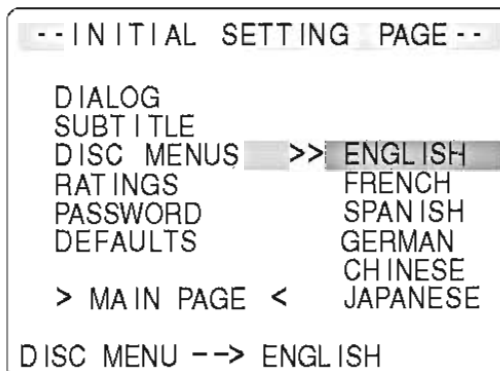 --INITIAL SETTING PAGE--
DIALOG
SUBTITLE
DISC MENUS >> ENGLISH
RATINGS FRENCH
PASSWORD SPANISH
DEFAULTS GERMAN
CHINESE
> MAIN PAGE < JAPANESE
DISC MENU --> ENGLISH